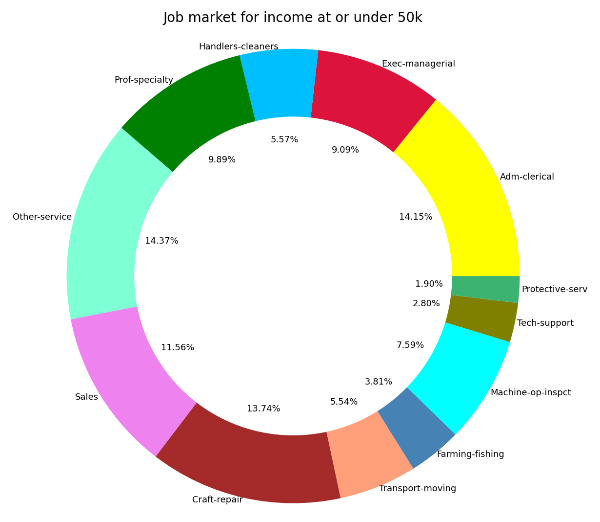 Job market for income at or under 50k
Handlers-cleaners
Exec-managerial
Prof-specialty
Adm-clerical
Other-service
Sales
Craft-repair
Transport-moving
Farming-fishing
Machine-op-inspct
Tech-support
Protective-serv
5.57%
9.09%
9.89%
14.15%
14.37%
11.56%
13.74%
5.54%
3.81%
7.59%
2.80%
1.90%